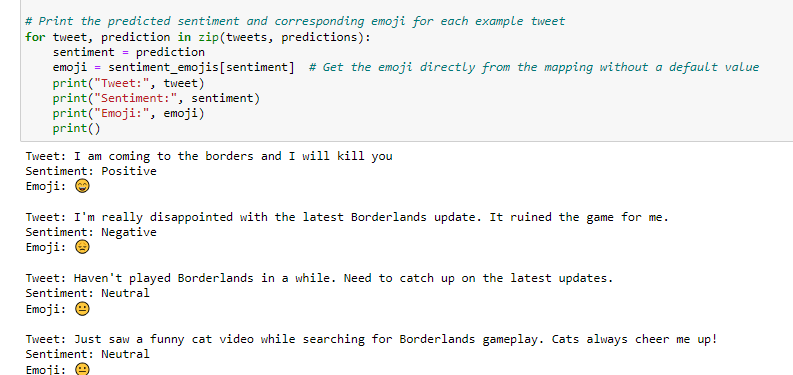 # Print the predicted sentiment and corresponding emoji for each example tweet
for tweet, prediction in zip(tweets, predictions):
    sentiment = prediction
    emoji = sentiment_emojis[sentiment]  # Get the emoji directly from the mapping without a default value
    print("Tweet:", tweet)
    print("Sentiment:", sentiment)
    print("Emoji:", emoji)
    print()
Tweet: I am coming to the borders and I will kill you
Sentiment: Positive
Emoji: 😄
Tweet: I'm really disappointed with the latest Borderlands update. It ruined the game for me.
Sentiment: Negative
Emoji: 😞
Tweet: Haven't played Borderlands in a while. Need to catch up on the latest updates.
Sentiment: Neutral
Emoji: 😐
Tweet: Just saw a funny cat video while searching for Borderlands gameplay. Cats always cheer me up!
Sentiment: Neutral
Emoji: 😐